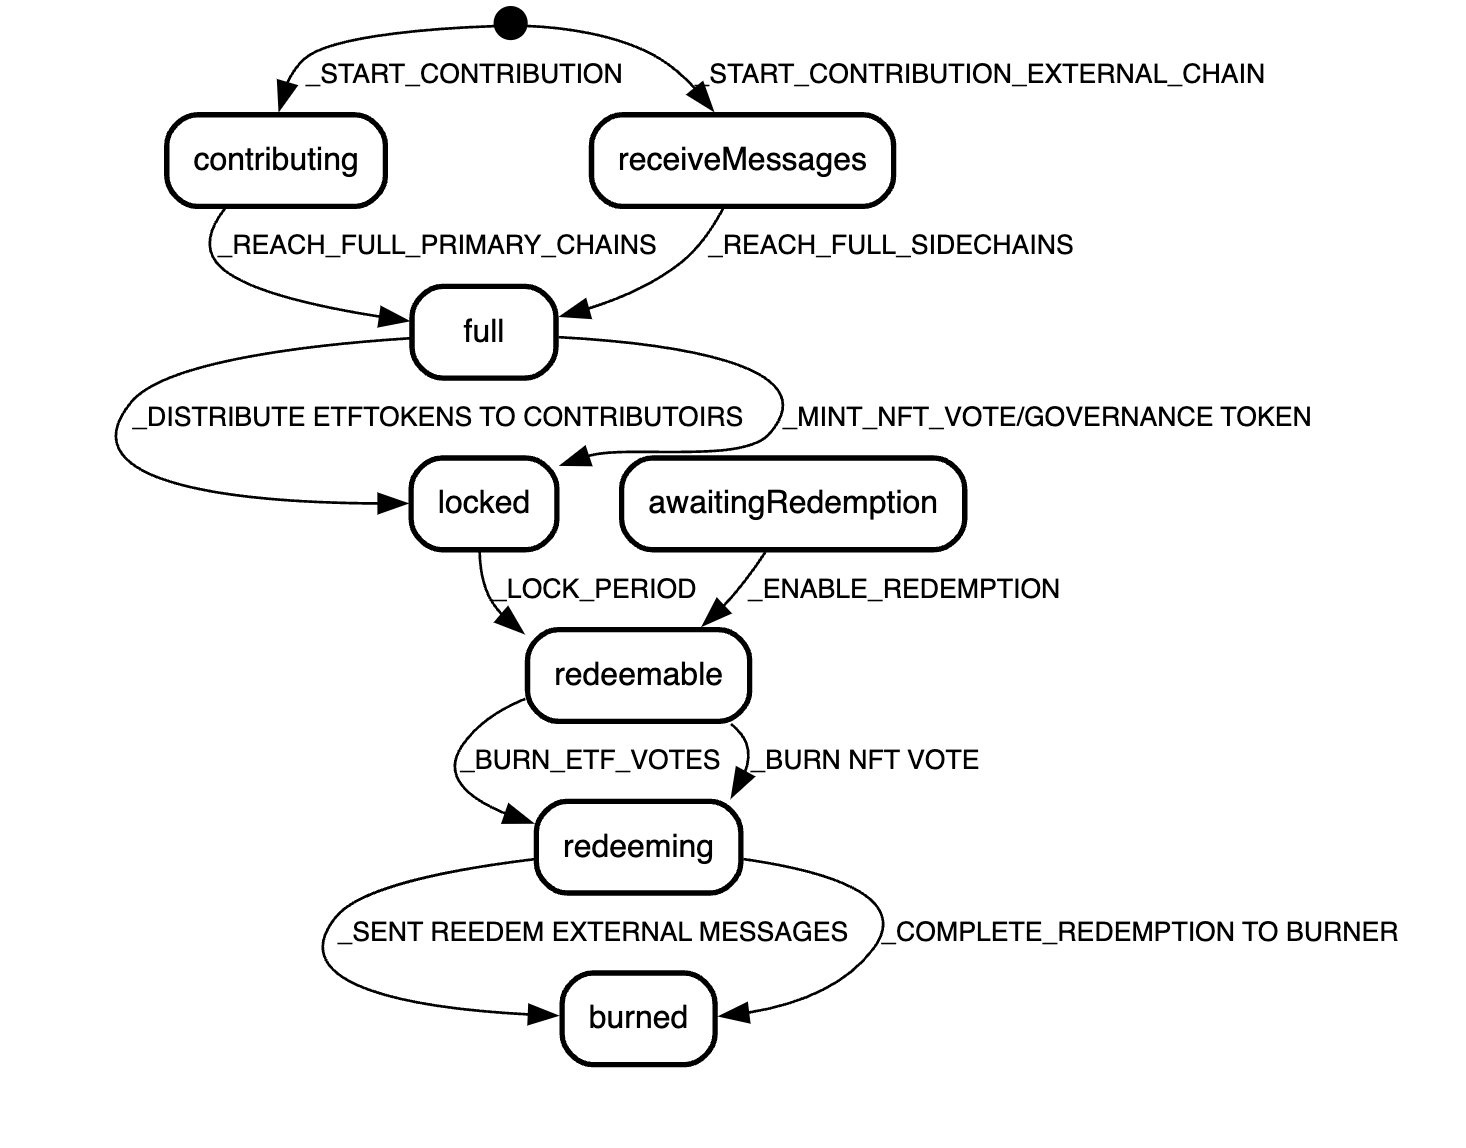 _START_CONTRIBUTION
_START_CONTRIBUTION_EXTERNAL_CHAIN
contributing
receiveMessages
_REACH_FULL_PRIMARY_CHAINS
_REACH_FULL_SIDECHAINS
full
_DISTRIBUTE ETFTOKENS TO CONTRIBUTOIRS
_MINT_NFT_VOTE/GOVERNANCE TOKEN
locked
awaitingRedemption
_LOCK_PERIOD
_ENABLE_REDEMPTION
redeemable
_BURN_ETF_VOTES
_BURN NFT VOTE
redeeming
_SENT REEDEM EXTERNAL MESSAGES
_COMPLETE_REDEMPTION TO BURNER
burned